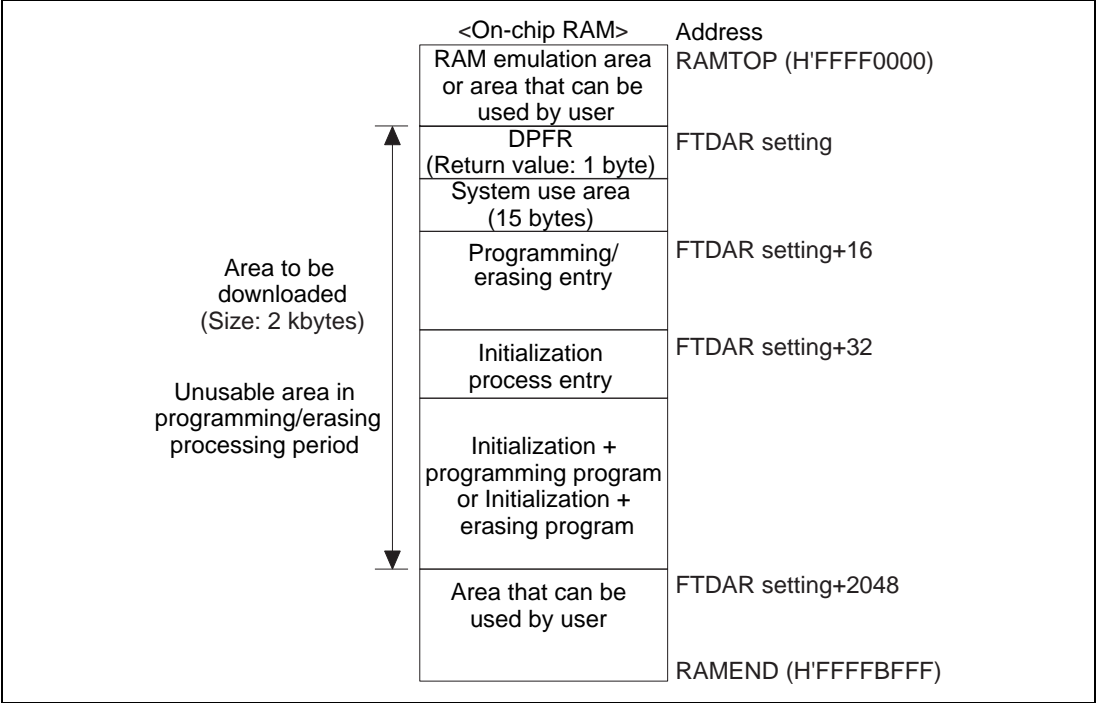 <On-chip RAM>
Address
RAM emulation area
or area that can be
used by user
RAMTOP (H'FFFF0000)
DPFR
(Return value: 1 byte)
FTDAR setting
System use area
(15 bytes)
Programming/
erasing entry
FTDAR setting+16
Area to be
downloaded
(Size: 2 kbytes)
Initialization
process entry
FTDAR setting+32
Unusable area in
programming/erasing
processing period
Initialization +
programming program
or Initialization +
erasing program
Area that can be
used by user
FTDAR setting+2048
RAMEND (H'FFFFBFFF)